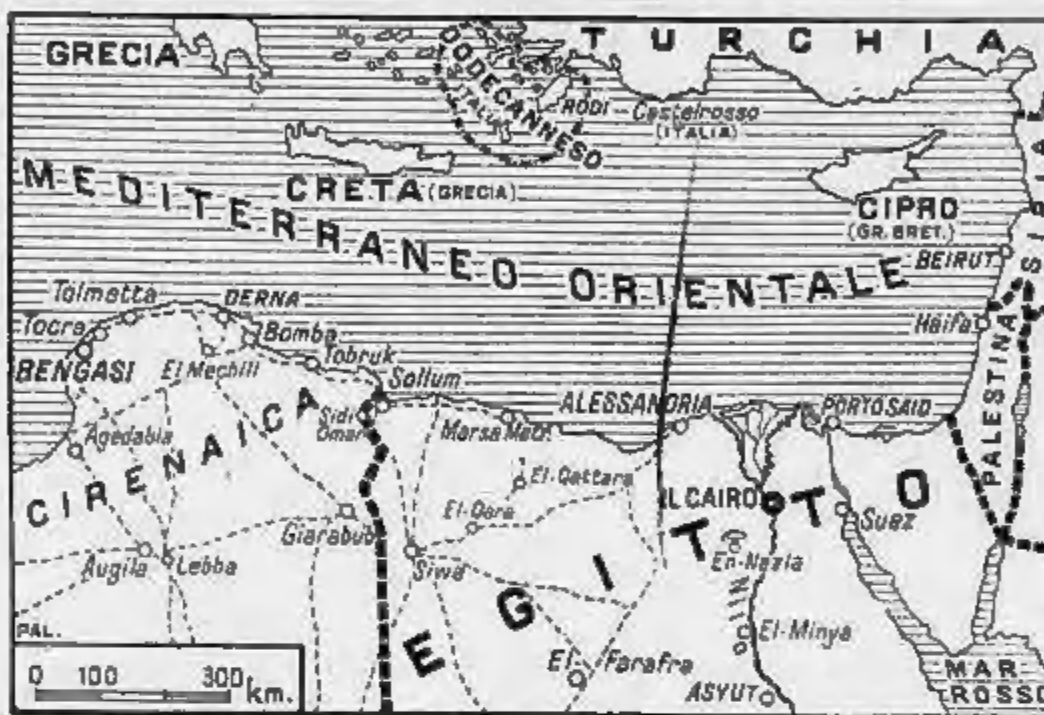 GRECIA
TURCHIA
DODECANNESO
(ITALIA)
RODI
Castelrosso
(ITALIA)
CRETA (GRECIA)
CIPRO
(GR. BRET.)
MEDITERRANEO ORIENTALE
BEIRUT
Haifa
PALESTINA
Tolmetta
DERNA
Tocra
Bomba
BENGASI
El Mechili
Tobruk
Sollum
Sidi
Omar
Marsa Matr.
ALESSANDRIA
PORTOSAID
Agedabia
CIRENAICA
El-Qattara
El-Qara
IL CAIRO
Suez
Giarabub
Augila
Lebba
Siwa
En-Nazla
EGITTO
El-Minya
El-Farafra
ASYUT
MAR
ROSSO
PAL.
0 100 300
km.